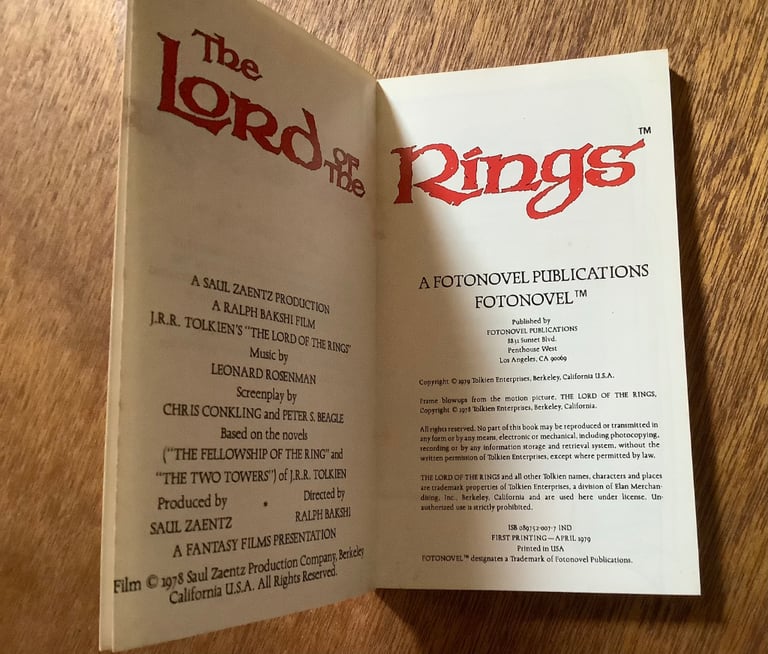 The
Lord of
The
A SAUL ZAENTZ PRODUCTION
A RALPH BAKSHI FILM
J.R.R. TOLKIEN'S "THE LORD OF THE RINGS"
Music by
LEONARD ROSENMAN
Screenplay by
CHRIS CONKLING and PETER S. BEAGLE
Based on the novels
("THE FELLOWSHIP OF THE RING" and
"THE TWO TOWERS") of J.R.R. TOLKIEN
Produced by * Directed by
SAUL ZAENTZ RALPH BAKSHI
A FANTASY FILMS PRESENTATION
Film © 1978 Saul Zaentz Production Company, Berkeley
California U.S.A. All Rights Reserved.
Rings™
A FOTONOVEL PUBLICATIONS
FOTONOVEL™
Published by
FOTONOVEL PUBLICATIONS
8831 Sunset Blvd.
Penthouse West
Los Angeles, CA 90069
Copyright © 1979 Tolkien Enterprises, Berkeley, California U.S.A.
Frame blowups from the motion picture, THE LORD OF THE RINGS,
Copyright © 1978 Tolkien Enterprises, Berkeley, California.
All rights reserved. No part of this book may be reproduced or transmitted in
any form or by any means, electronic or mechanical, including photocopying,
recording or by any information storage and retrieval system, without the
written permission of Tolkien Enterprises, except where permitted by law.
THE LORD OF THE RINGS and all other Tolkien names, characters and places
are trademark properties of Tolkien Enterprises, a division of Elan Merchan-
dising, Inc., Berkeley, California and are used here under license. Un-
authorized use is strictly prohibited.
ISB 089752-007-7 IND
FIRST PRINTING—APRIL 1979
Printed in USA
FOTONOVEL™ designates a Trademark of Fotonovel Publications.